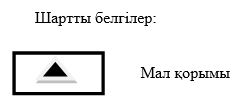 Шартты белгілер:
Мал қорымы